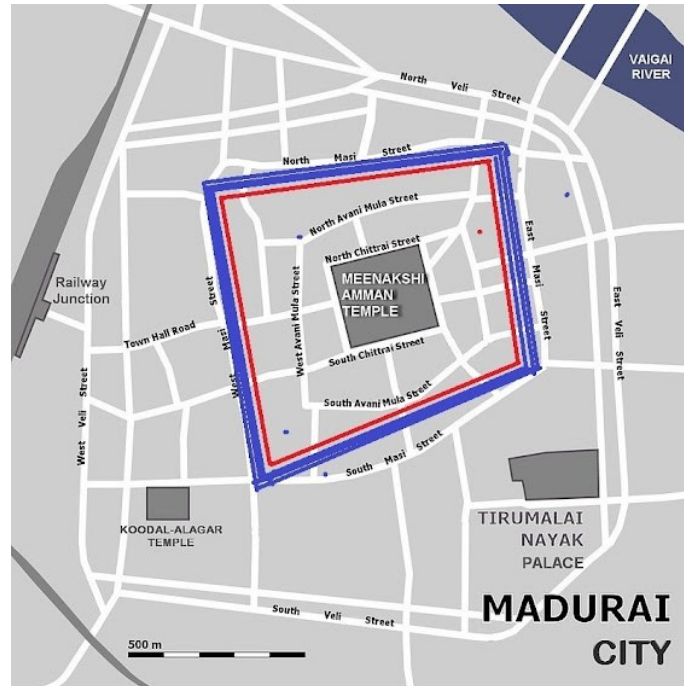 VAIGAI
RIVER
North Veli Street
North Masi Street
North Avani Mula Street
North Chittrai Street
East Masi Street
MEENAKSHI
AMMAN
TEMPLE
Railway
Junction
West Masi Street
West Avani Mula Street
Town Hall Road
South Chittrai Street
East Veli Street
South Avani Mula Street
West Veli Street
South Masi Street
KOODAL-ALAGAR
TEMPLE
TIRUMALAI
NAYAK
PALACE
South Veli Street
MADURAI
CITY
500 m